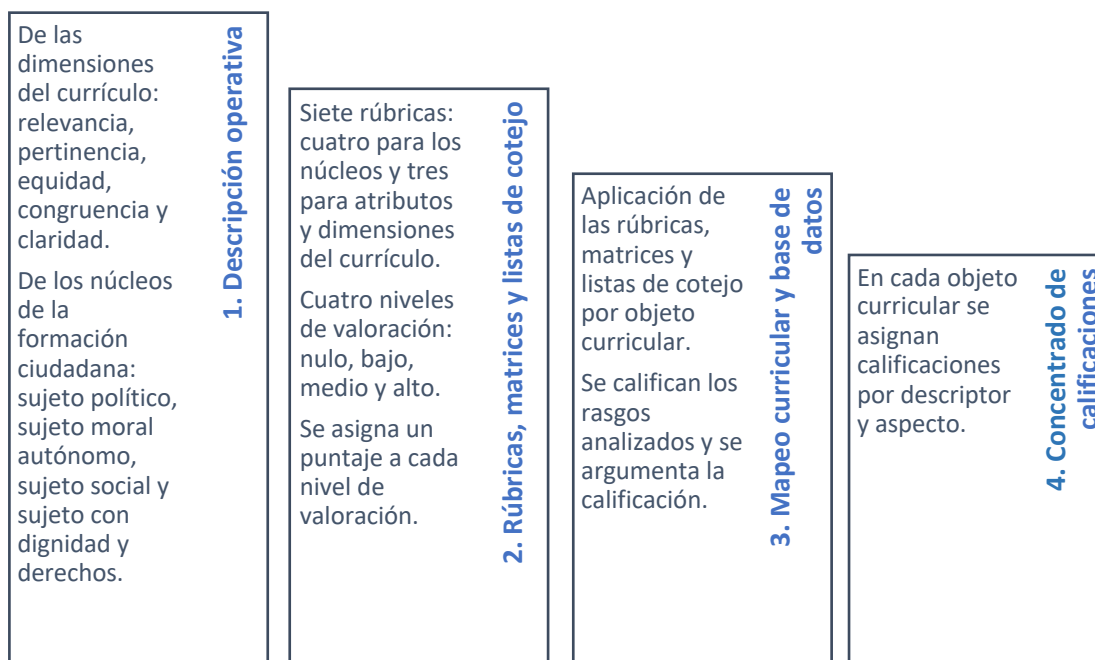 De las
dimensiones
del currículo:
relevancia,
pertinencia,
equidad,
congruencia y
claridad.
De los núcleos
de la
formación
ciudadana:
sujeto político,
sujeto moral
autónomo,
sujeto social y
sujeto con
dignidad y
derechos.
1. Descripción operativa
Siete rúbricas:
cuatro para los
núcleos y tres
para atributos
y dimensiones
del currículo.
Cuatro niveles
de valoración:
nulo, bajo,
medio y alto.
Se asigna un
puntaje a cada
nivel de
valoración.
2. Rúbricas, matrices y listas de cotejo
Aplicación de
las rúbricas,
matrices y
listas de cotejo
por objeto
curricular.
Se califican los
rasgos
analizados y se
argumenta la
calificación.
3. Mapeo curricular y base de
datos
En cada objeto
curricular se
asignan
calificaciones
por descriptor
y aspecto.
4. Concentrado de
calificaciones